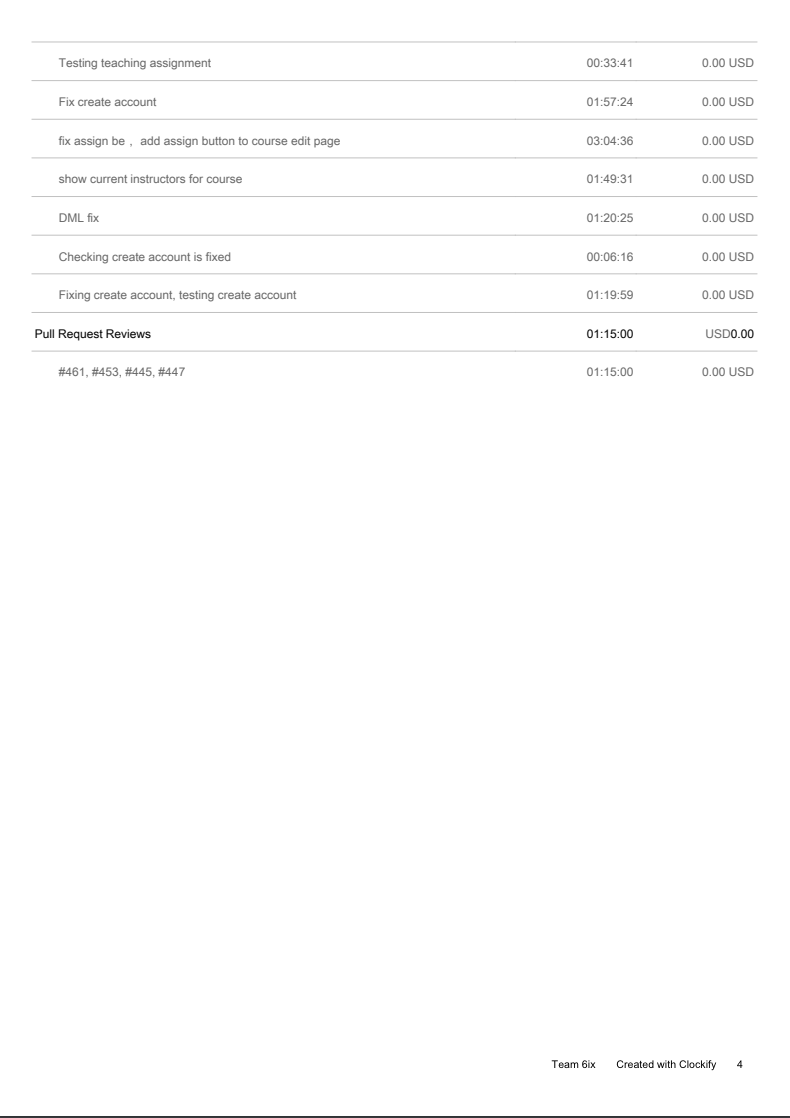 Testing teaching assignment 00:33:41 0.00 USD
Fix create account 01:57:24 0.00 USD
fix assign be ，add assign button to course edit page 03:04:36 0.00 USD
show current instructors for course 01:49:31 0.00 USD
DML fix 01:20:25 0.00 USD
Checking create account is fixed 00:06:16 0.00 USD
Fixing create account, testing create account 01:19:59 0.00 USD
Pull Request Reviews 01:15:00 USD0.00
#461, #453, #445, #447 01:15:00 0.00 USD
Team 6ix Created with Clockify 4